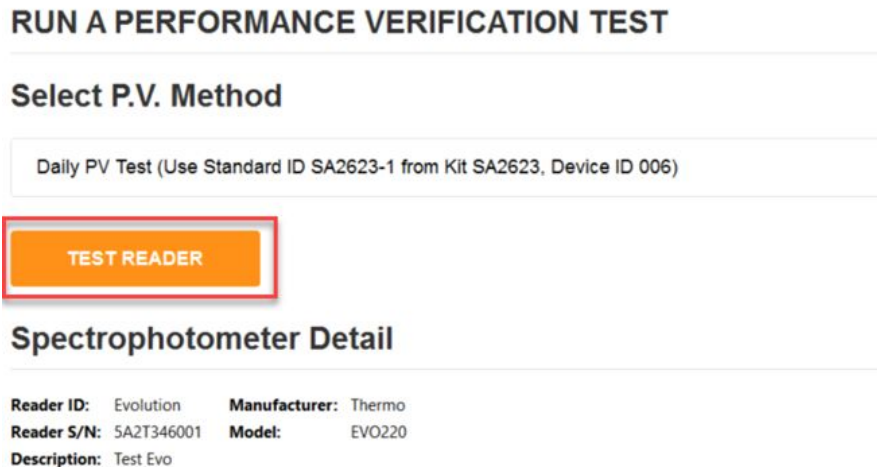 RUN A PERFORMANCE VERIFICATION TEST
Select P.V. Method
Daily PV Test (Use Standard ID SA2623-1 from Kit SA2623, Device ID 006)
TEST READER
Spectrophotometer Detail
Reader ID: Evolution Manufacturer: Thermo
Reader S/N: 5A2T346001 Model: EVO220
Description: Test Evo